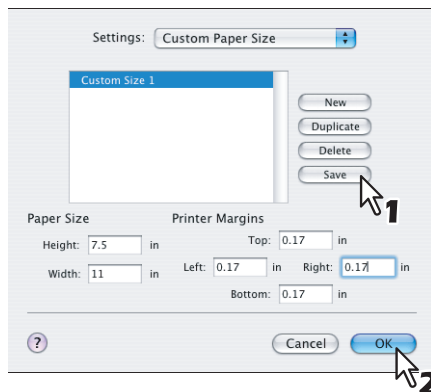 Settings: Custom Paper Size
Custom Size 1
New
Duplicate
Delete
Save
1
Paper Size
Height: 7.5 in
Width: 11 in
Printer Margins
Top: 0.17 in
Left: 0.17 in Right: 0.17 in
Bottom: 0.17 in
?
Cancel
OK
2